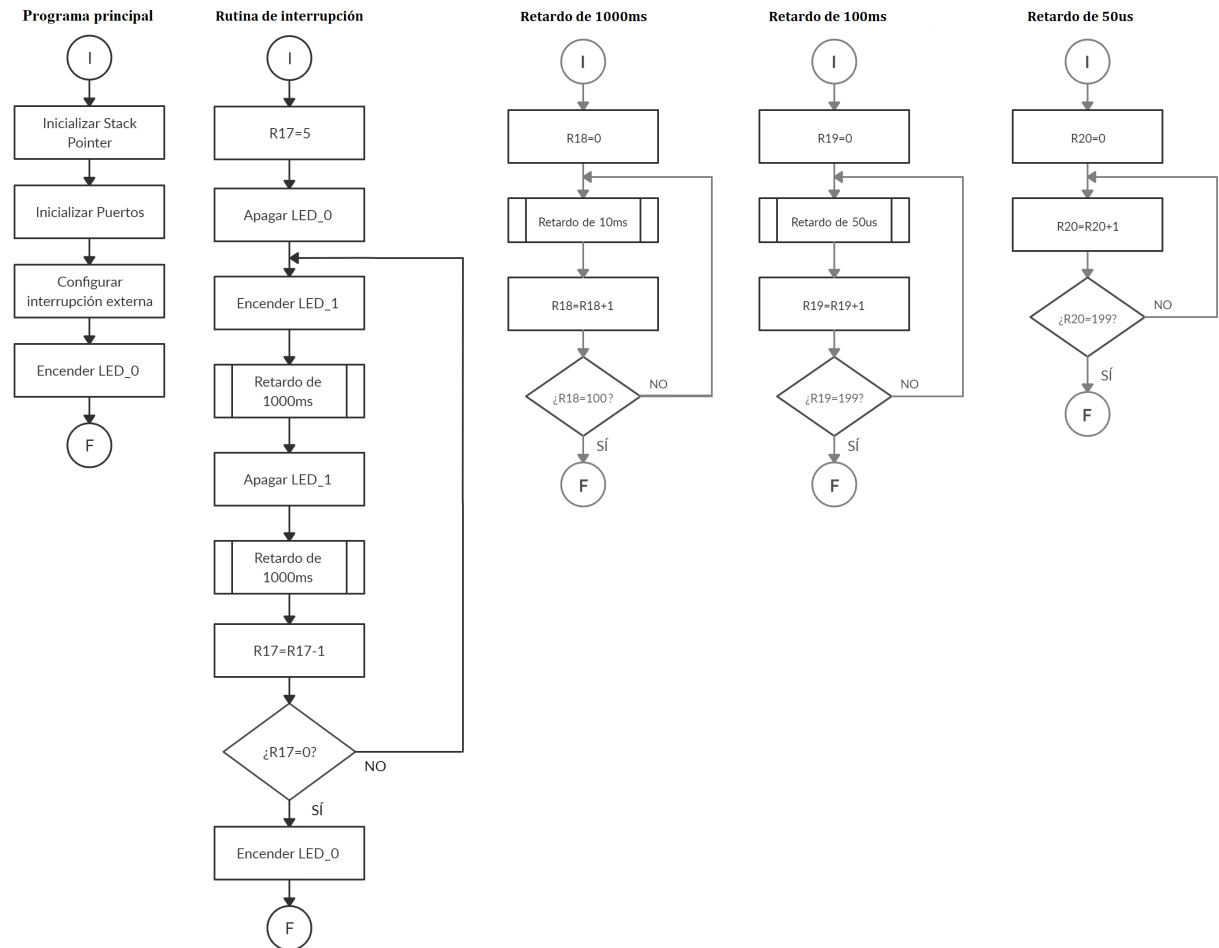 Programa principal
I
Inicializar Stack
Pointer
Inicializar Puertos
Configurar
interrupción externa
Encender LED_0
F
Rutina de interrupción
I
R17=5
Apagar LED_0
Encender LED_1
Retardo de
1000ms
Apagar LED_1
Retardo de
1000ms
R17=R17-1
¿R17=0?
NO
SÍ
Encender LED_0
F
Retardo de 1000ms
I
R18=0
Retardo de 10ms
R18=R18+1
¿R18=100?
NO
SÍ
F
Retardo de 100ms
I
R19=0
Retardo de 50us
R19=R19+1
¿R19=199?
NO
SÍ
F
Retardo de 50us
I
R20=0
R20=R20+1
¿R20=199?
NO
SÍ
F